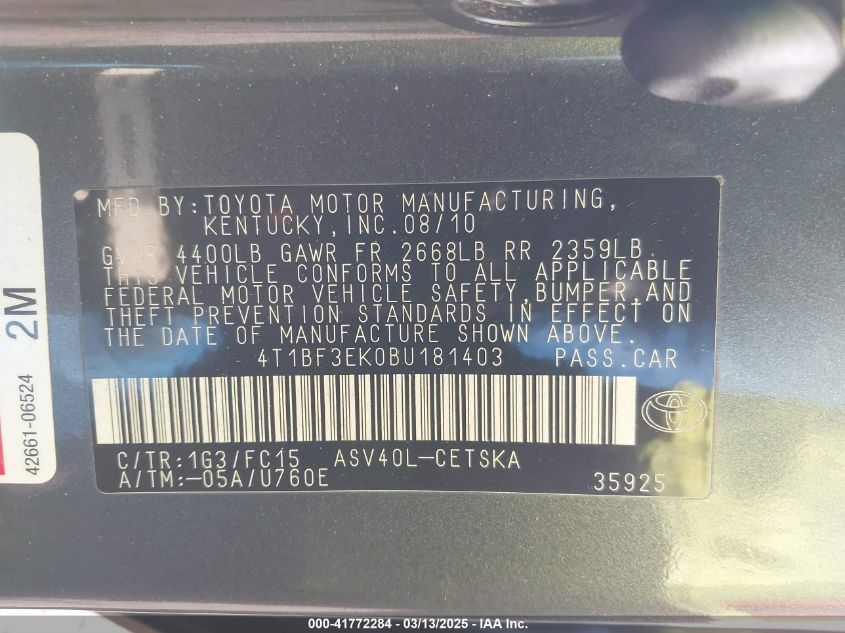 MFD.BY:TOYOTA MOTOR MANUFACTURING,
KENTUCKY,INC.08/10
GVWR 4400LB GAWR FR 2668LB RR 2359LB
THIS VEHICLE CONFORMS TO ALL APPLICABLE
FEDERAL MOTOR VEHICLE SAFETY,BUMPER,AND
THEFT PREVENTION STANDARDS IN EFFECT ON
THE DATE OF MANUFACTURE SHOWN ABOVE.
4T1BF3EK0BU181403 PASS.CAR
C/TR:1G3/FC15 ASV40L-CETSKA
A/TM:-05A/U760E 35925
2M
42661-06524
000-41772284 - 03/13/2025 - IAA Inc.